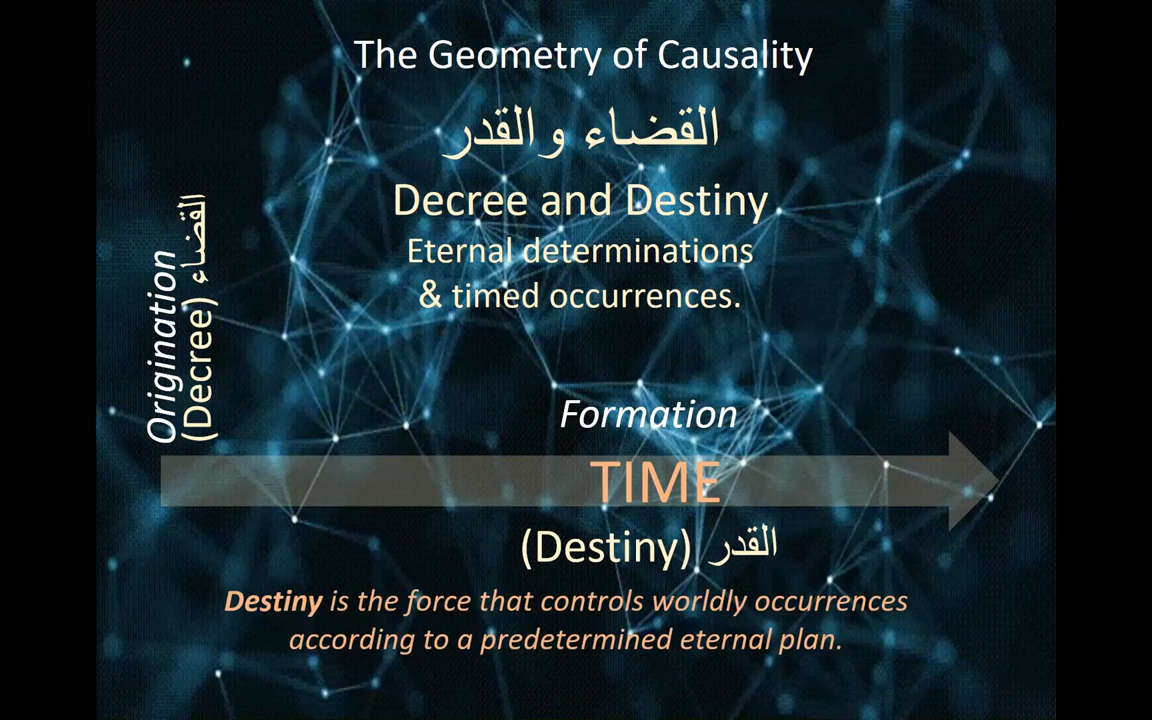 The Geometry of Causality
القضاء والقدر
Decree and Destiny
Eternal determinations
& timed occurrences.
Origination
(Decree) القضاء
Formation
TIME
(Destiny) القدر
Destiny is the force that controls worldly occurrences
according to a predetermined eternal plan.